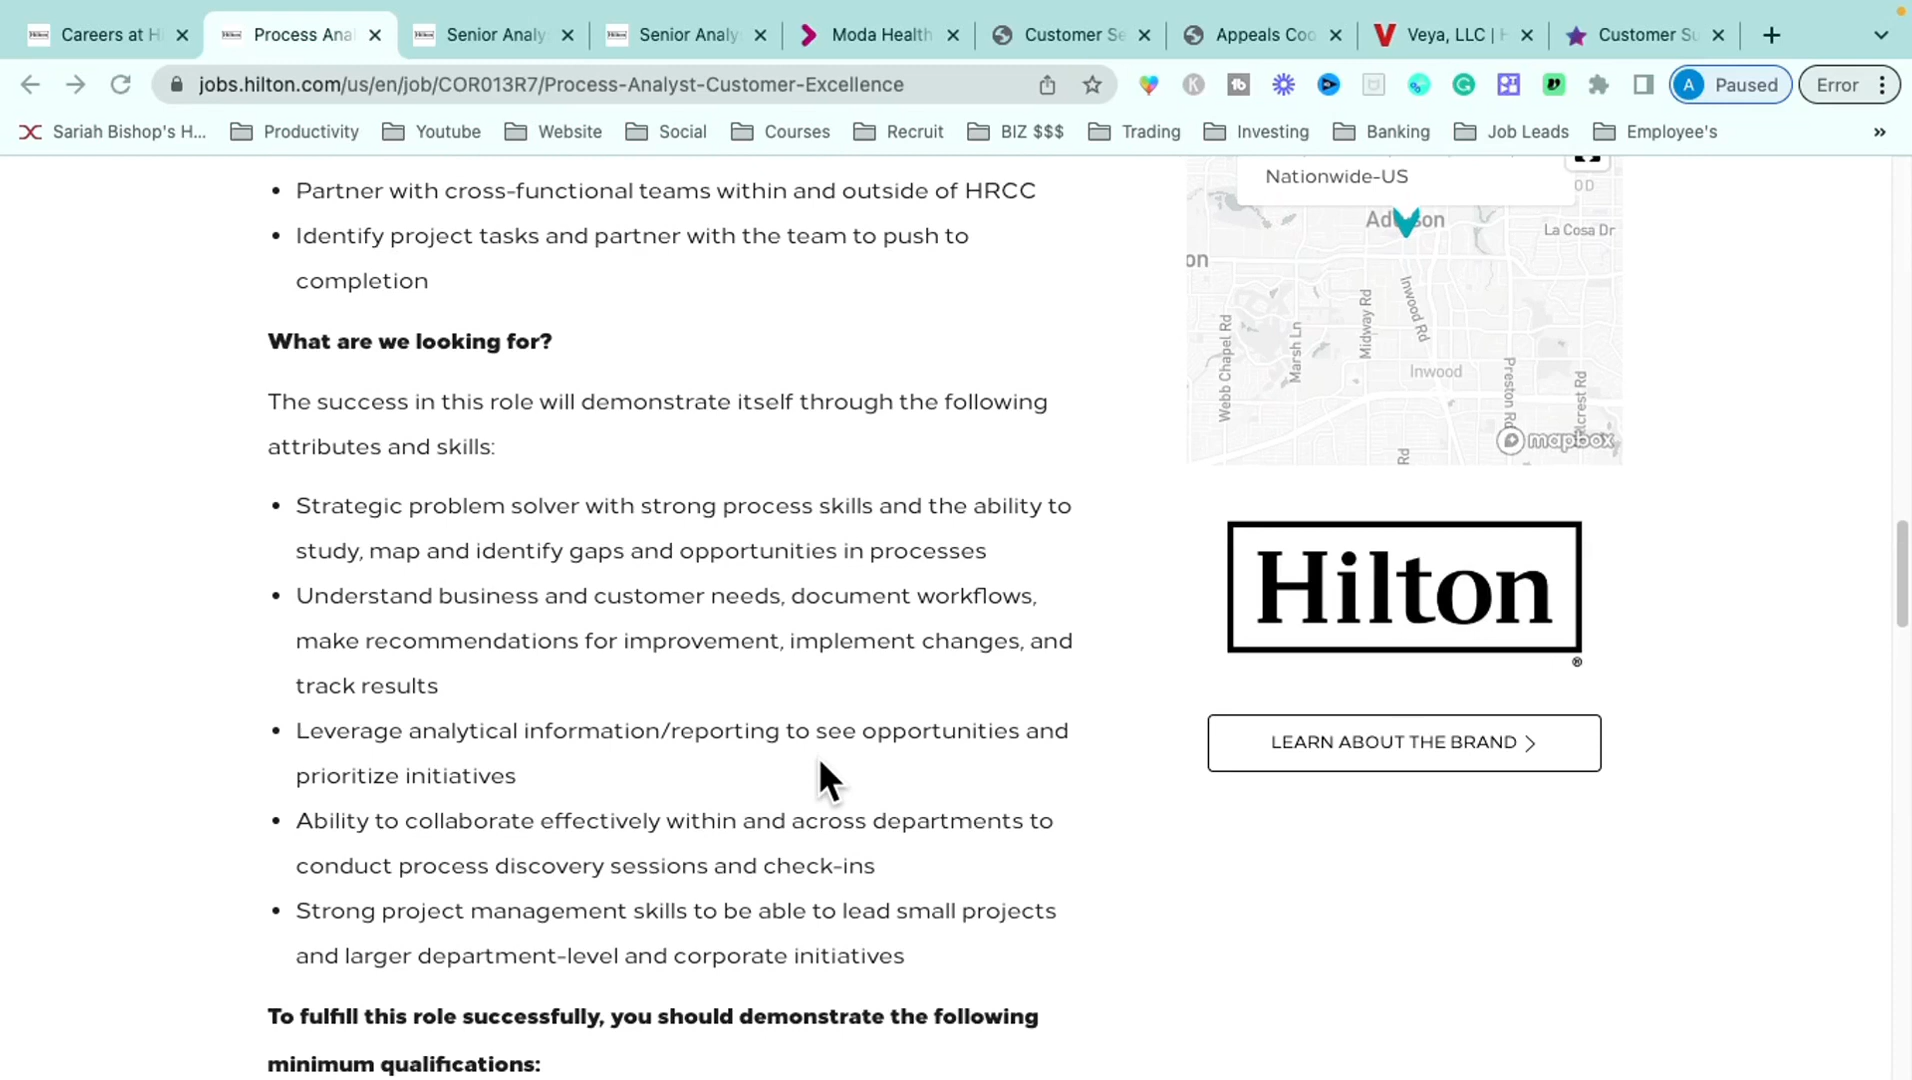 Careers at H
Process Ana
Senior Analy
Senior Analy
Moda Health
Customer Se
Appeals Coo
Veya, LLC | H
Customer Su
jobs.hilton.com/us/en/job/COR013R7/Process-Analyst-Customer-Excellence
A Paused
Error
Sariah Bishop's H...
Productivity
Youtube
Website
Social
Courses
Recruit
BIZ $$$
Trading
Investing
Banking
Job Leads
Employee's
»
• Partner with cross-functional teams within and outside of HRCC
• Identify project tasks and partner with the team to push to
completion
What are we looking for?
The success in this role will demonstrate itself through the following
attributes and skills:
• Strategic problem solver with strong process skills and the ability to
study, map and identify gaps and opportunities in processes
• Understand business and customer needs, document workflows,
make recommendations for improvement, implement changes, and
track results
• Leverage analytical information/reporting to see opportunities and
prioritize initiatives
• Ability to collaborate effectively within and across departments to
conduct process discovery sessions and check-ins
• Strong project management skills to be able to lead small projects
and larger department-level and corporate initiatives
To fulfill this role successfully, you should demonstrate the following
minimum qualifications:
Nationwide-US
OD
La Cosa Dr
on
Inwood Rd
Midway Rd
Marsh Ln
Webb Chapel Rd
Inwood
Preston Rd
Rd
mapbox
Hilton
®
LEARN ABOUT THE BRAND >